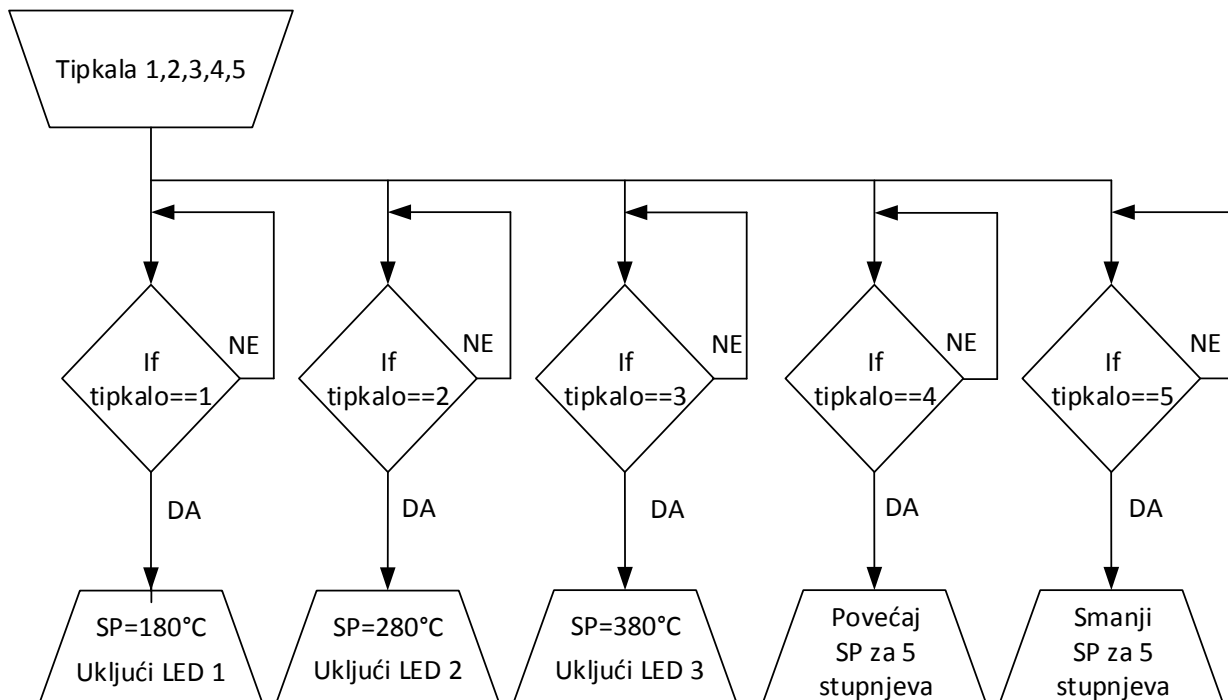 Tipkala 1,2,3,4,5
NE
If
tipkalo==1
DA
SP=180°C
Uključi LED 1
NE
If
tipkalo==2
DA
SP=280°C
Uključi LED 2
NE
If
tipkalo==3
DA
SP=380°C
Uključi LED 3
NE
If
tipkalo==4
DA
Povećaj
SP za 5
stupnjeva
NE
If
tipkalo==5
DA
Smanji
SP za 5
stupnjeva